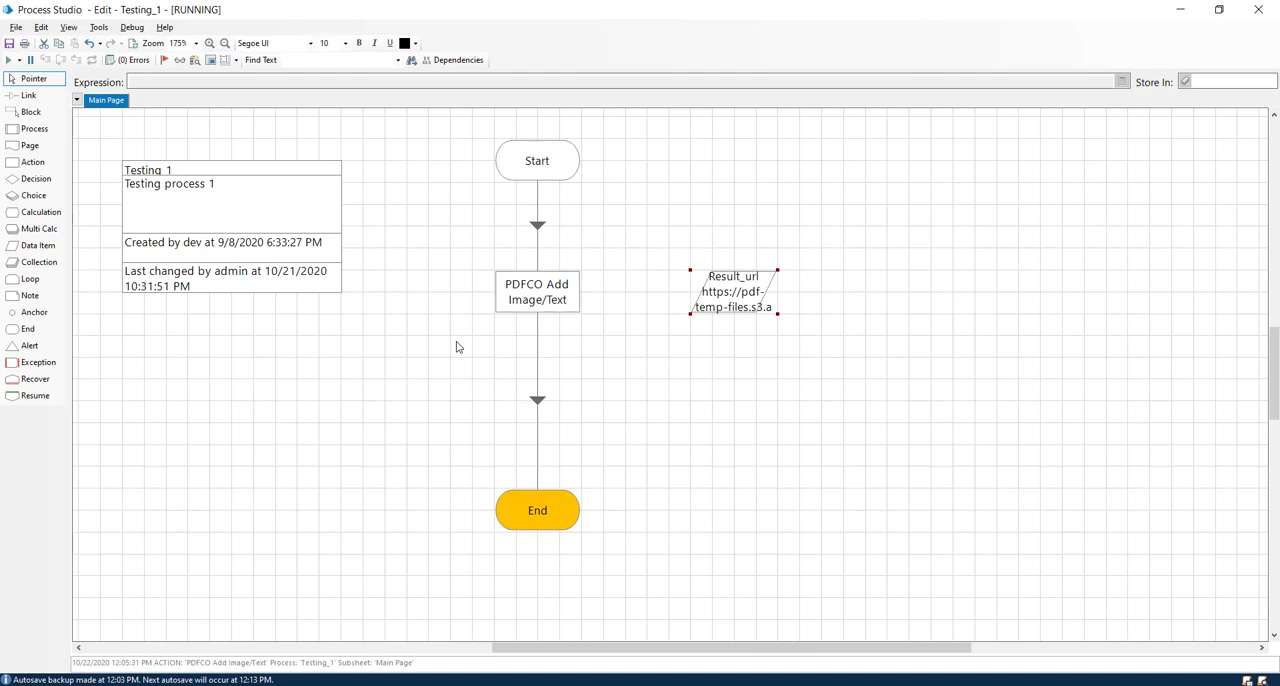 Process Studio - Edit - Testing_1 - [RUNNING]
File Edit View Tools Debug Help
Zoom 175% Segoe UI 10 B I U
(0) Errors Find Text Dependencies
Pointer
Expression: Store In:
Link
Main Page
Block
Process
Page
Action
Decision
Choice
Calculation
Multi Calc
Data Item
Collection
Loop
Note
Anchor
End
Alert
Exception
Recover
Resume
Testing_1
Testing process 1
Created by dev at 9/8/2020 6:33:27 PM
Last changed by admin at 10/21/2020
10:31:51 PM
Start
PDFCO Add
Image/Text
Result_url
https://pdf-
temp-files.s3.a
End
10/22/2020 12:05:31 PM ACTION: 'PDFCO Add Image/Text' Process: 'Testing_1' Subsheet: 'Main Page'
Autosave backup made at 12:03 PM. Next autosave will occur at 12:13 PM.